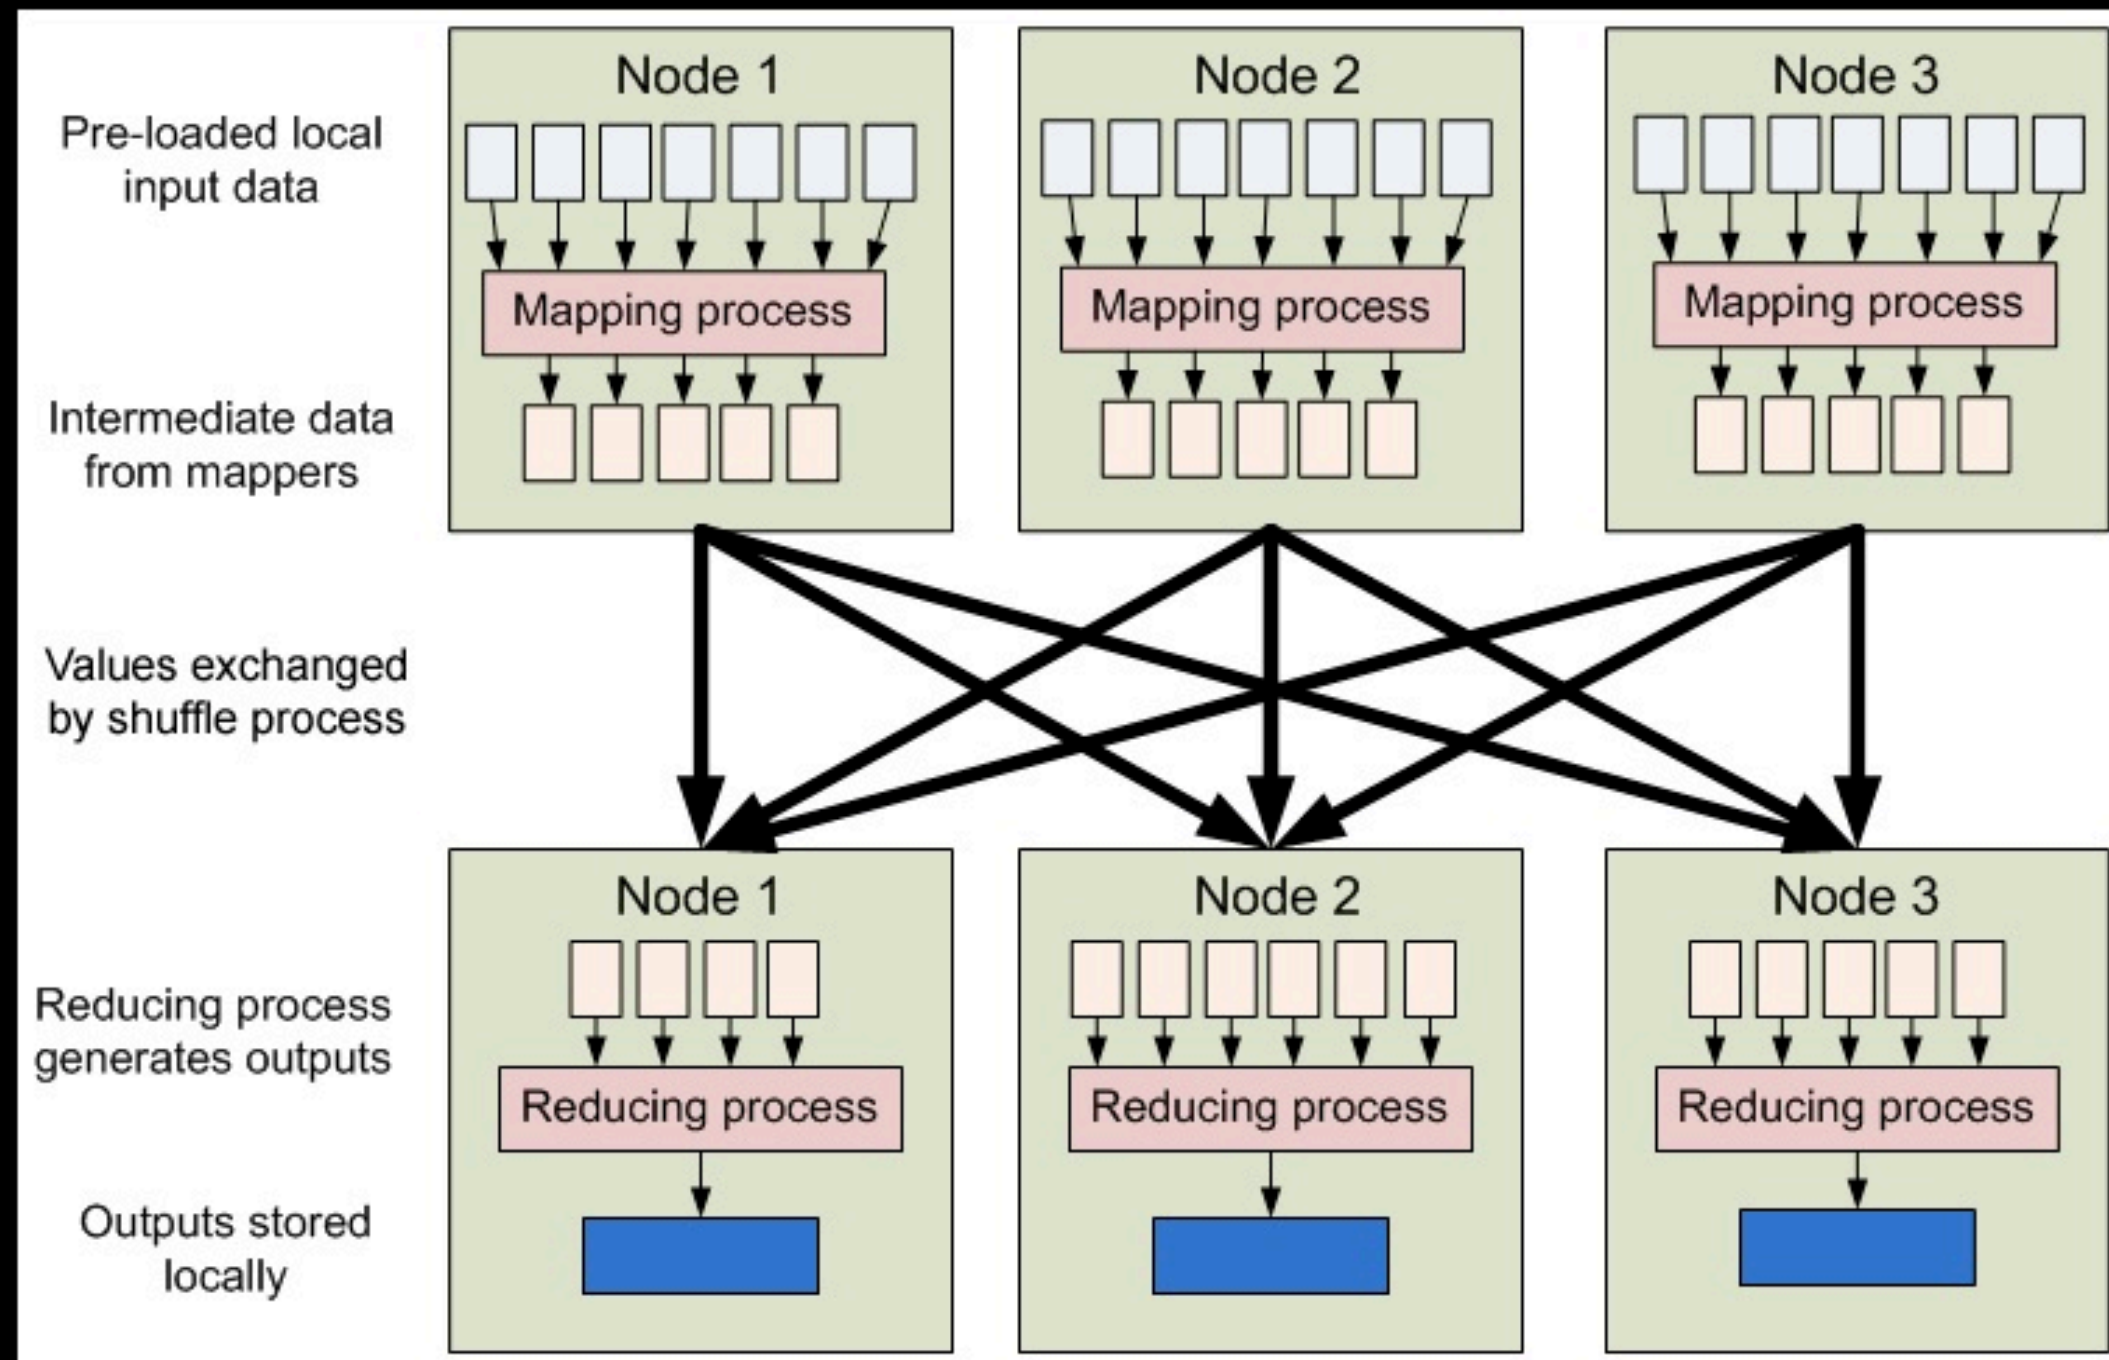 Node 1
Node 2
Node 3
Pre-loaded local
input data
Mapping process
Mapping process
Mapping process
Intermediate data
from mappers
Values exchanged
by shuffle process
Node 1
Node 2
Node 3
Reducing process
generates outputs
Reducing process
Reducing process
Reducing process
Outputs stored
locally